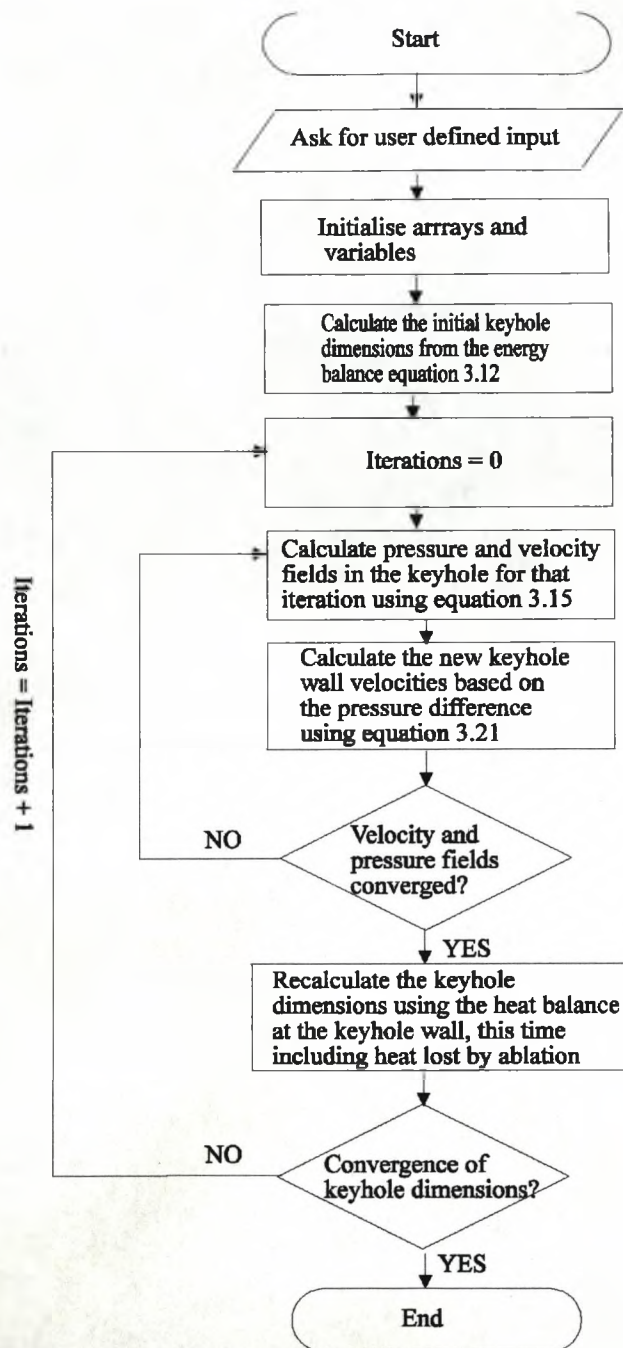 Start
Ask for user defined input
Initialise arrrays and
variables
Calculate the initial keyhole
dimensions from the energy
balance equation 3.12
Iterations = 0
Calculate pressure and velocity
fields in the keyhole for that
iteration using equation 3.15
Calculate the new keyhole
wall velocities based on
the pressure difference
using equation 3.21
Iterations = Iterations + 1
NO
Velocity and
pressure fields
converged?
YES
Recalculate the keyhole
dimensions using the heat balance
at the keyhole wall, this time
including heat lost by ablation
NO
Convergence of
keyhole dimensions?
YES
End